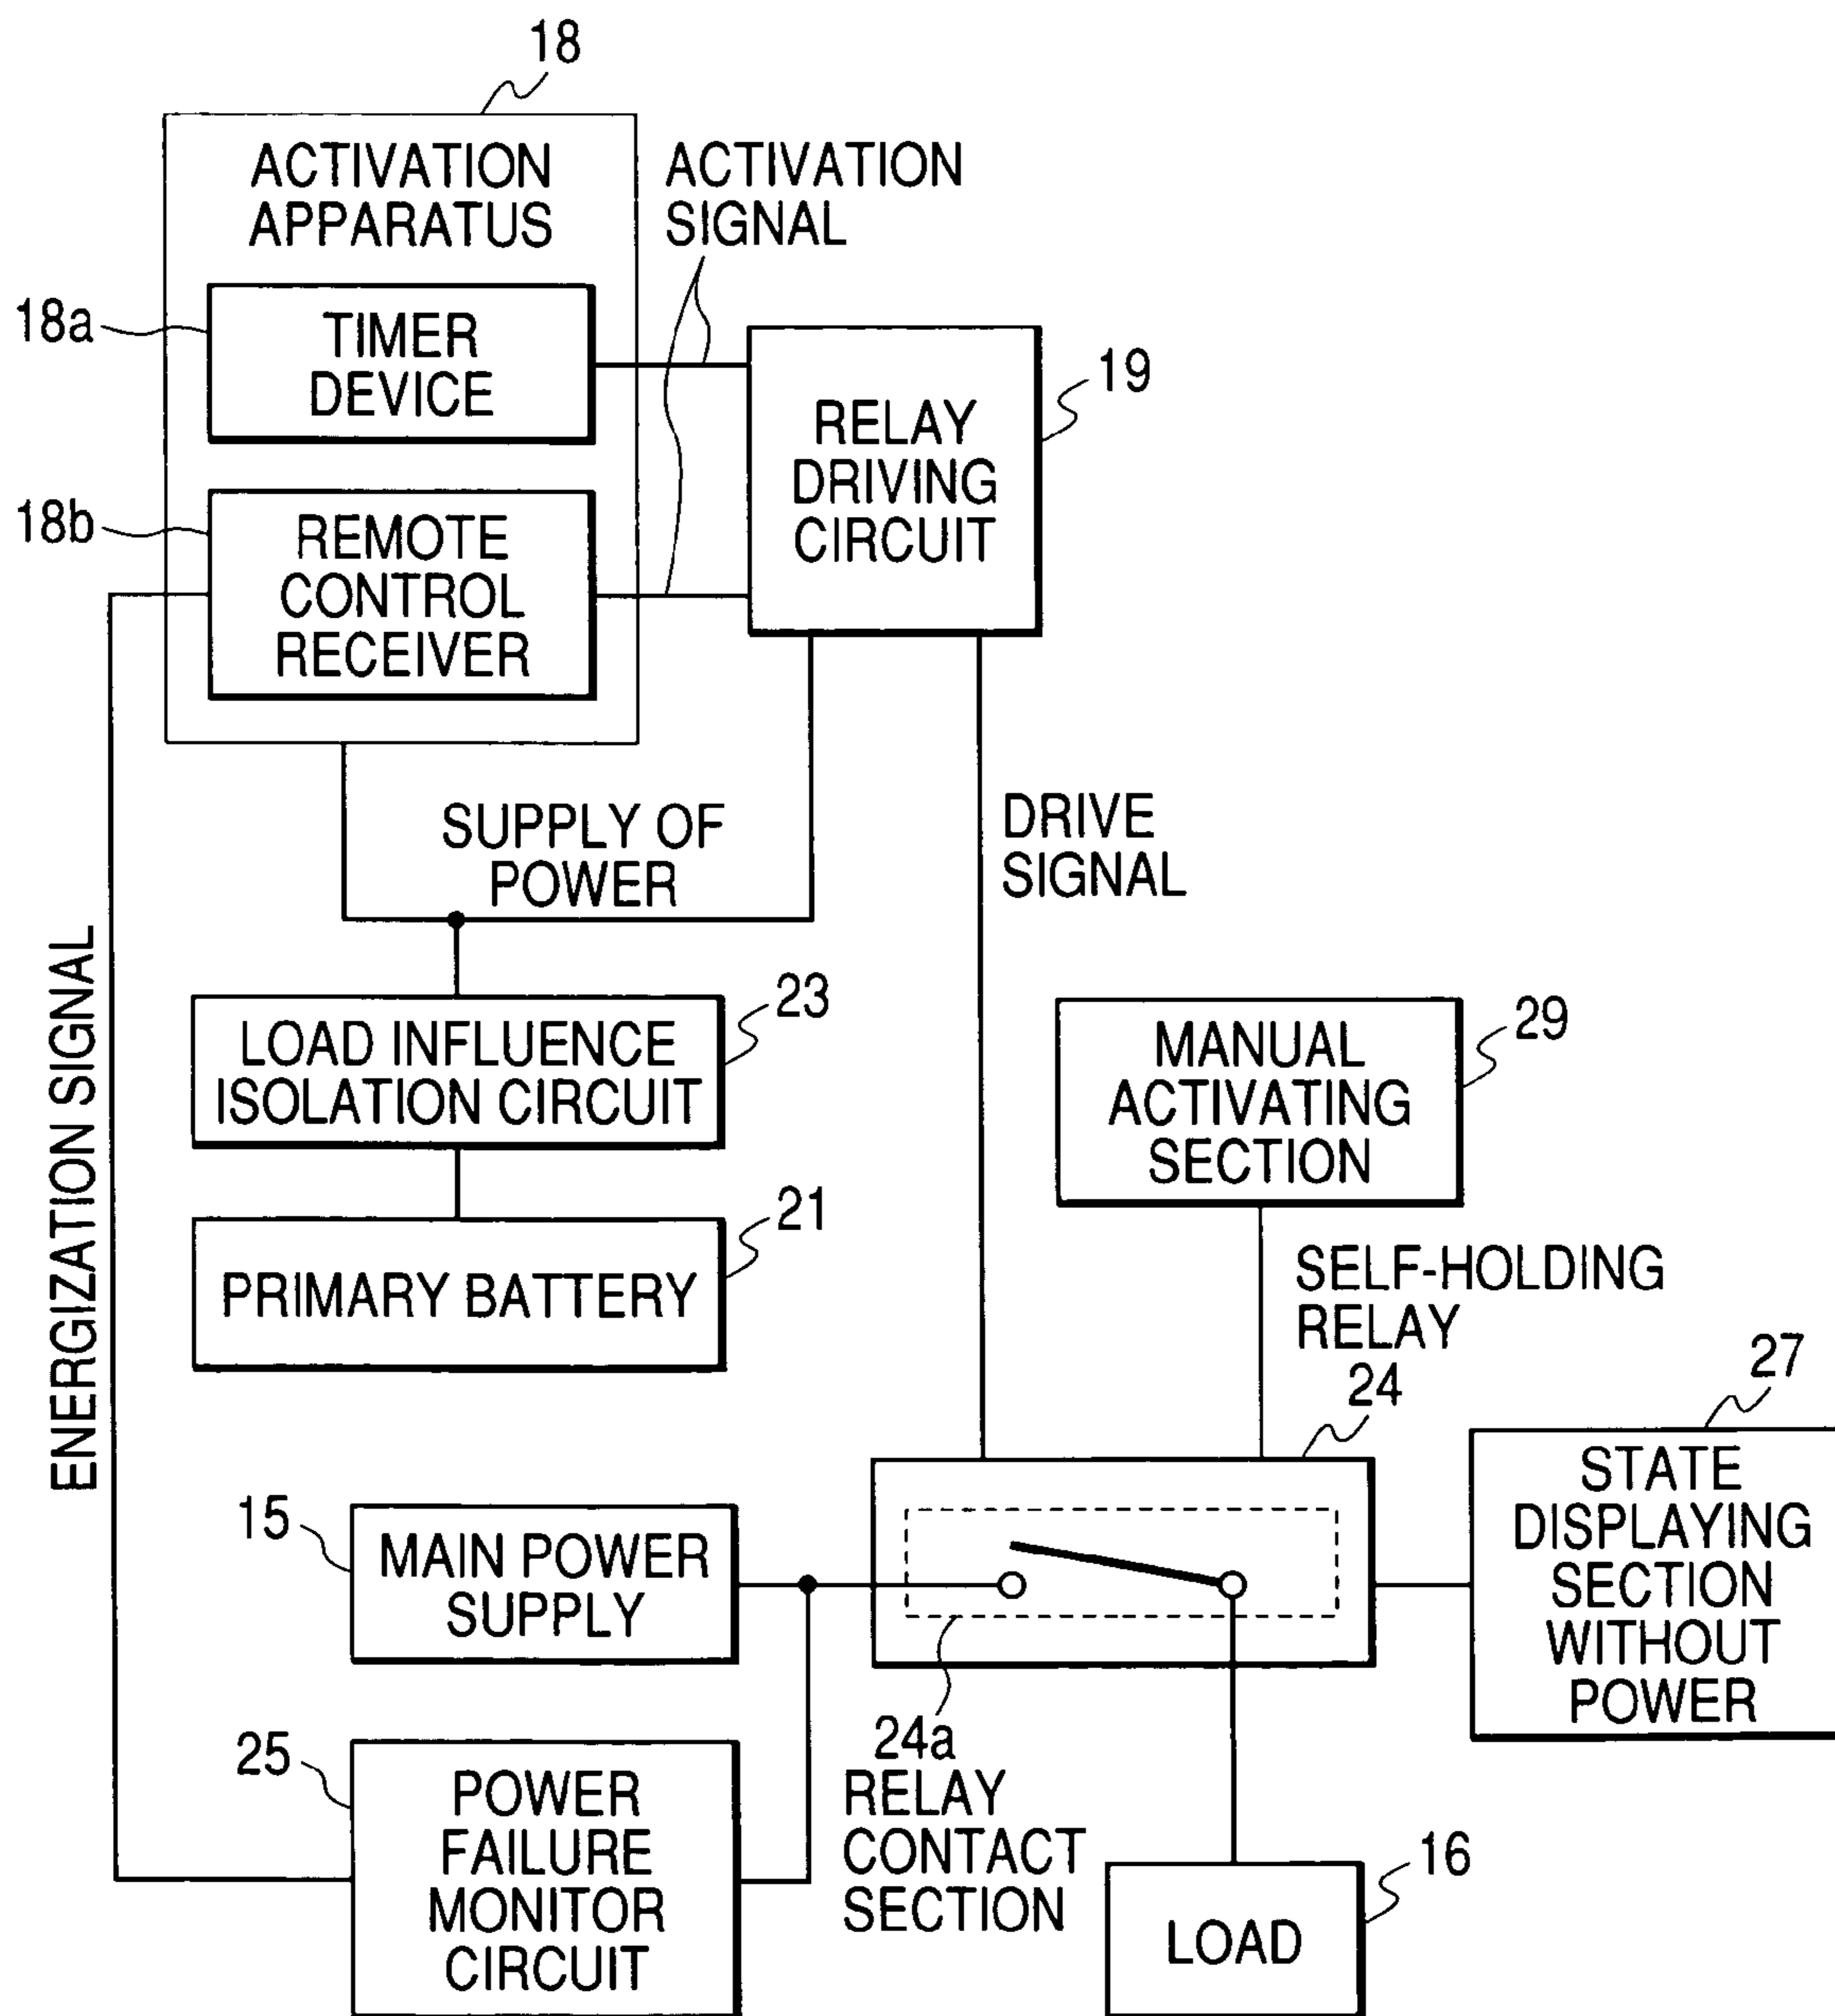 18
ACTIVATION
APPARATUS
ACTIVATION
SIGNAL
18a
TIMER
DEVICE
19
RELAY
DRIVING
CIRCUIT
18b
REMOTE
CONTROL
RECEIVER
SUPPLY OF
POWER
DRIVE
SIGNAL
ENERGIZATION SIGNAL
23
LOAD INFLUENCE
ISOLATION CIRCUIT
29
MANUAL
ACTIVATING
SECTION
21
PRIMARY BATTERY
SELF-HOLDING
RELAY
24
27
STATE
DISPLAYING
SECTION
WITHOUT
POWER
15
MAIN POWER
SUPPLY
24a
RELAY
CONTACT
SECTION
25
POWER
FAILURE
MONITOR
CIRCUIT
16
LOAD